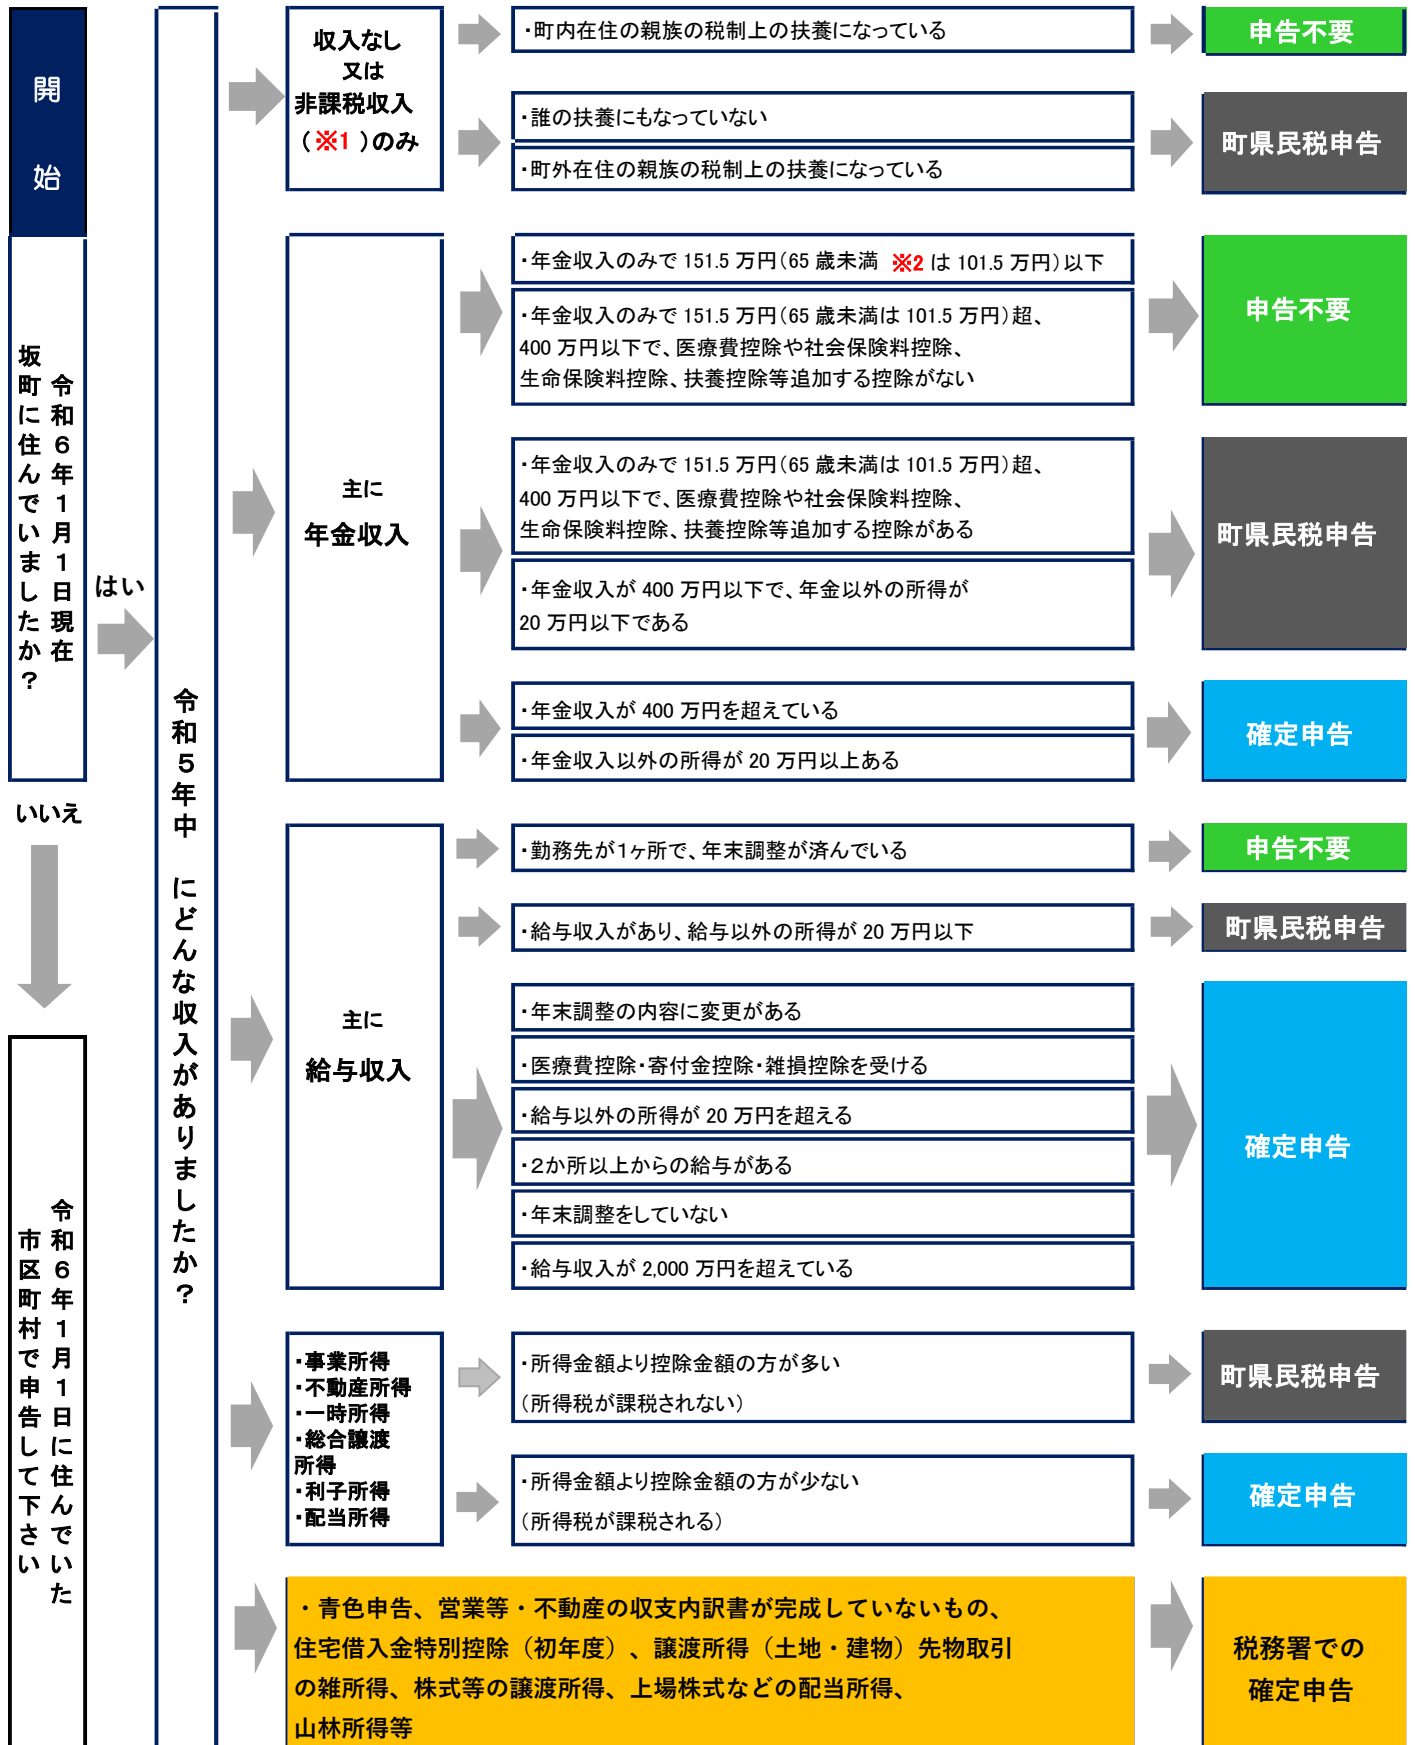 開始
令和６年１月１日現在
坂町に住んでいましたか？
はい
いいえ
令和６年１月１日に住んでいた
市区町村で申告して下さい
令和５年中　にどんな収入がありましたか？
収入なし
又は
非課税収入
（※1）のみ
・町内在住の親族の税制上の扶養になっている
申告不要
・誰の扶養にもなっていない
・町外在住の親族の税制上の扶養になっている
町県民税申告
主に
年金収入
・年金収入のみで 151.5 万円（65 歳未満 ※2 は 101.5 万円）以下
・年金収入のみで 151.5 万円（65 歳未満は 101.5 万円）超、
400 万円以下で、医療費控除や社会保険料控除、
生命保険料控除、扶養控除等追加する控除がない
申告不要
・年金収入のみで 151.5 万円（65 歳未満は 101.5 万円）超、
400 万円以下で、医療費控除や社会保険料控除、
生命保険料控除、扶養控除等追加する控除がある
・年金収入が 400 万円以下で、年金以外の所得が
20 万円以下である
町県民税申告
・年金収入が 400 万円を超えている
・年金収入以外の所得が 20 万円以上ある
確定申告
主に
給与収入
・勤務先が１ヶ所で、年末調整が済んでいる
申告不要
・給与収入があり、給与以外の所得が 20 万円以下
町県民税申告
・年末調整の内容に変更がある
・医療費控除・寄付金控除・雑損控除を受ける
・給与以外の所得が 20 万円を超える
・２か所以上からの給与がある
・年末調整をしていない
・給与収入が 2,000 万円を超えている
確定申告
・事業所得
・不動産所得
・一時所得
・総合譲渡
所得
・利子所得
・配当所得
・所得金額より控除金額の方が多い
（所得税が課税されない）
町県民税申告
・所得金額より控除金額の方が少ない
（所得税が課税される）
確定申告
・青色申告、営業等・不動産の収支内訳書が完成していないもの、
住宅借入金特別控除（初年度）、譲渡所得（土地・建物）先物取引
の雑所得、株式等の譲渡所得、上場株式などの配当所得、
山林所得等
税務署での
確定申告